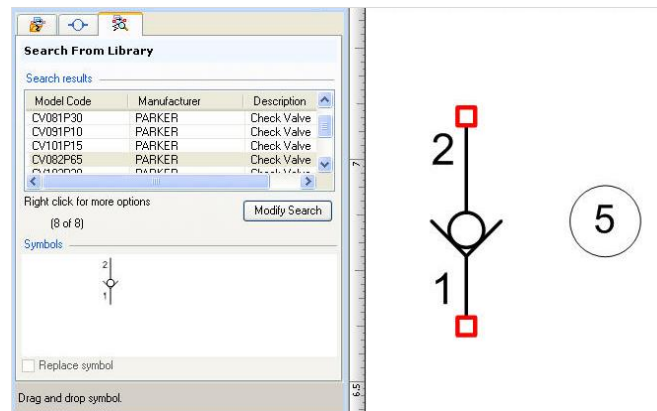 Search From Library
Search results
Model Code Manufacturer Description
CV081P30 PARKER Check Valve
CV091P10 PARKER Check Valve
CV101P15 PARKER Check Valve
CV082P65 PARKER Check Valve
Right click for more options
(8 of 8)
Modify Search
Symbols
2
1
Replace symbol
Drag and drop symbol.
7
6.5
2
1
5